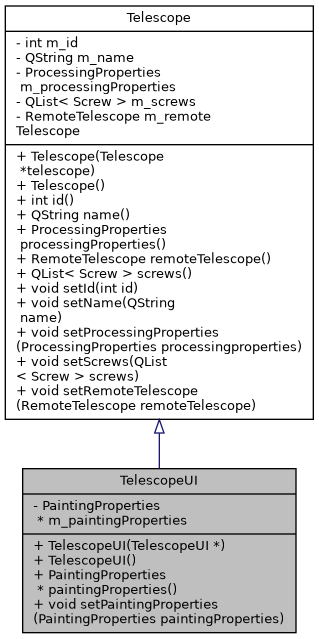 Telescope
- int m_id
- QString m_name
- ProcessingProperties
m_processingProperties
- QList< Screw > m_screws
- RemoteTelescope m_remote
Telescope
+ Telescope(Telescope
*telescope)
+ Telescope()
+ int id()
+ QString name()
+ ProcessingProperties
processingProperties()
+ RemoteTelescope remoteTelescope()
+ QList< Screw > screws()
+ void setId(int id)
+ void setName(QString
name)
+ void setProcessingProperties
(ProcessingProperties processingproperties)
+ void setScrews(QList
< Screw > screws)
+ void setRemoteTelescope
(RemoteTelescope remoteTelescope)
TelescopeUI
- PaintingProperties
* m_paintingProperties
+ TelescopeUI(TelescopeUI *)
+ TelescopeUI()
+ PaintingProperties
* paintingProperties()
+ void setPaintingProperties
(PaintingProperties paintingProperties)